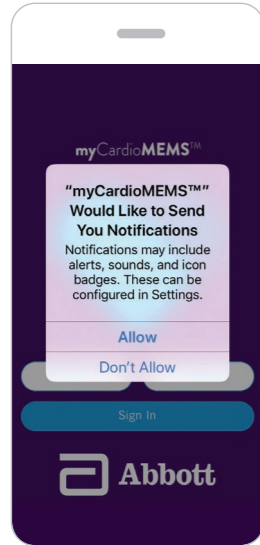 myCardioMEMS™
“myCardioMEMS™”
Would Like to Send
You Notifications
Notifications may include
alerts, sounds, and icon
badges. These can be
configured in Settings.
Allow
Don’t Allow
Sign In
Abbott